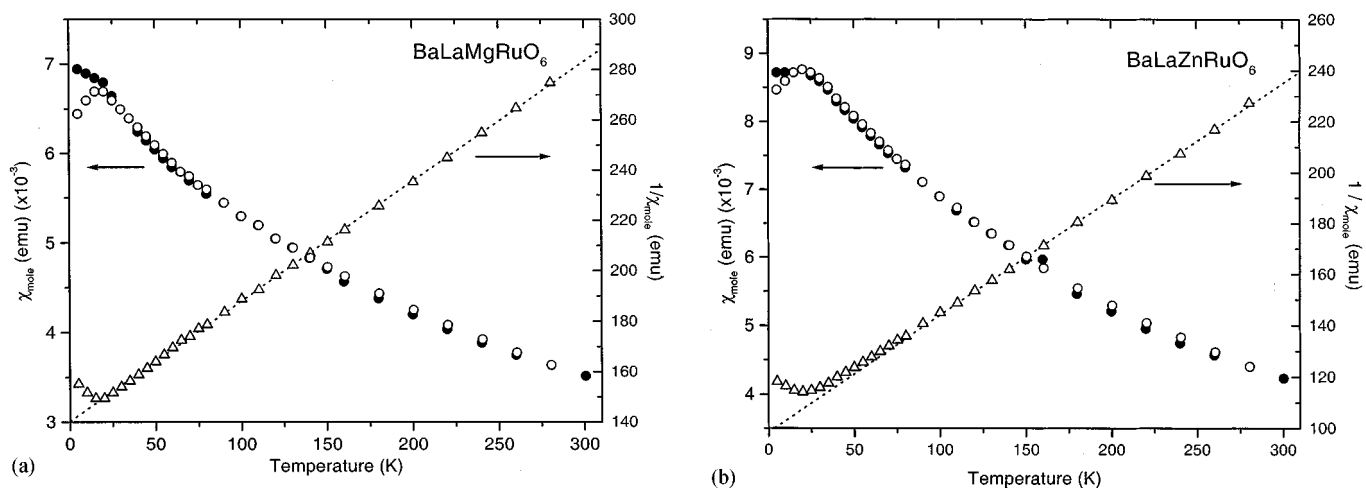 BaLaMgRuO6
7
6
5
4
3
χmole (emu) (x10-3)
300
280
260
240
220
200
180
160
140
1/χmole (emu)
0 50 100 150 200 250 300
Temperature (K)
(a)
BaLaZnRuO6
9
8
7
6
5
4
χmole (emu) (x10-3)
260
240
220
200
180
160
140
120
100
1 / χmole (emu)
0 50 100 150 200 250 300
Temperature (K)
(b)